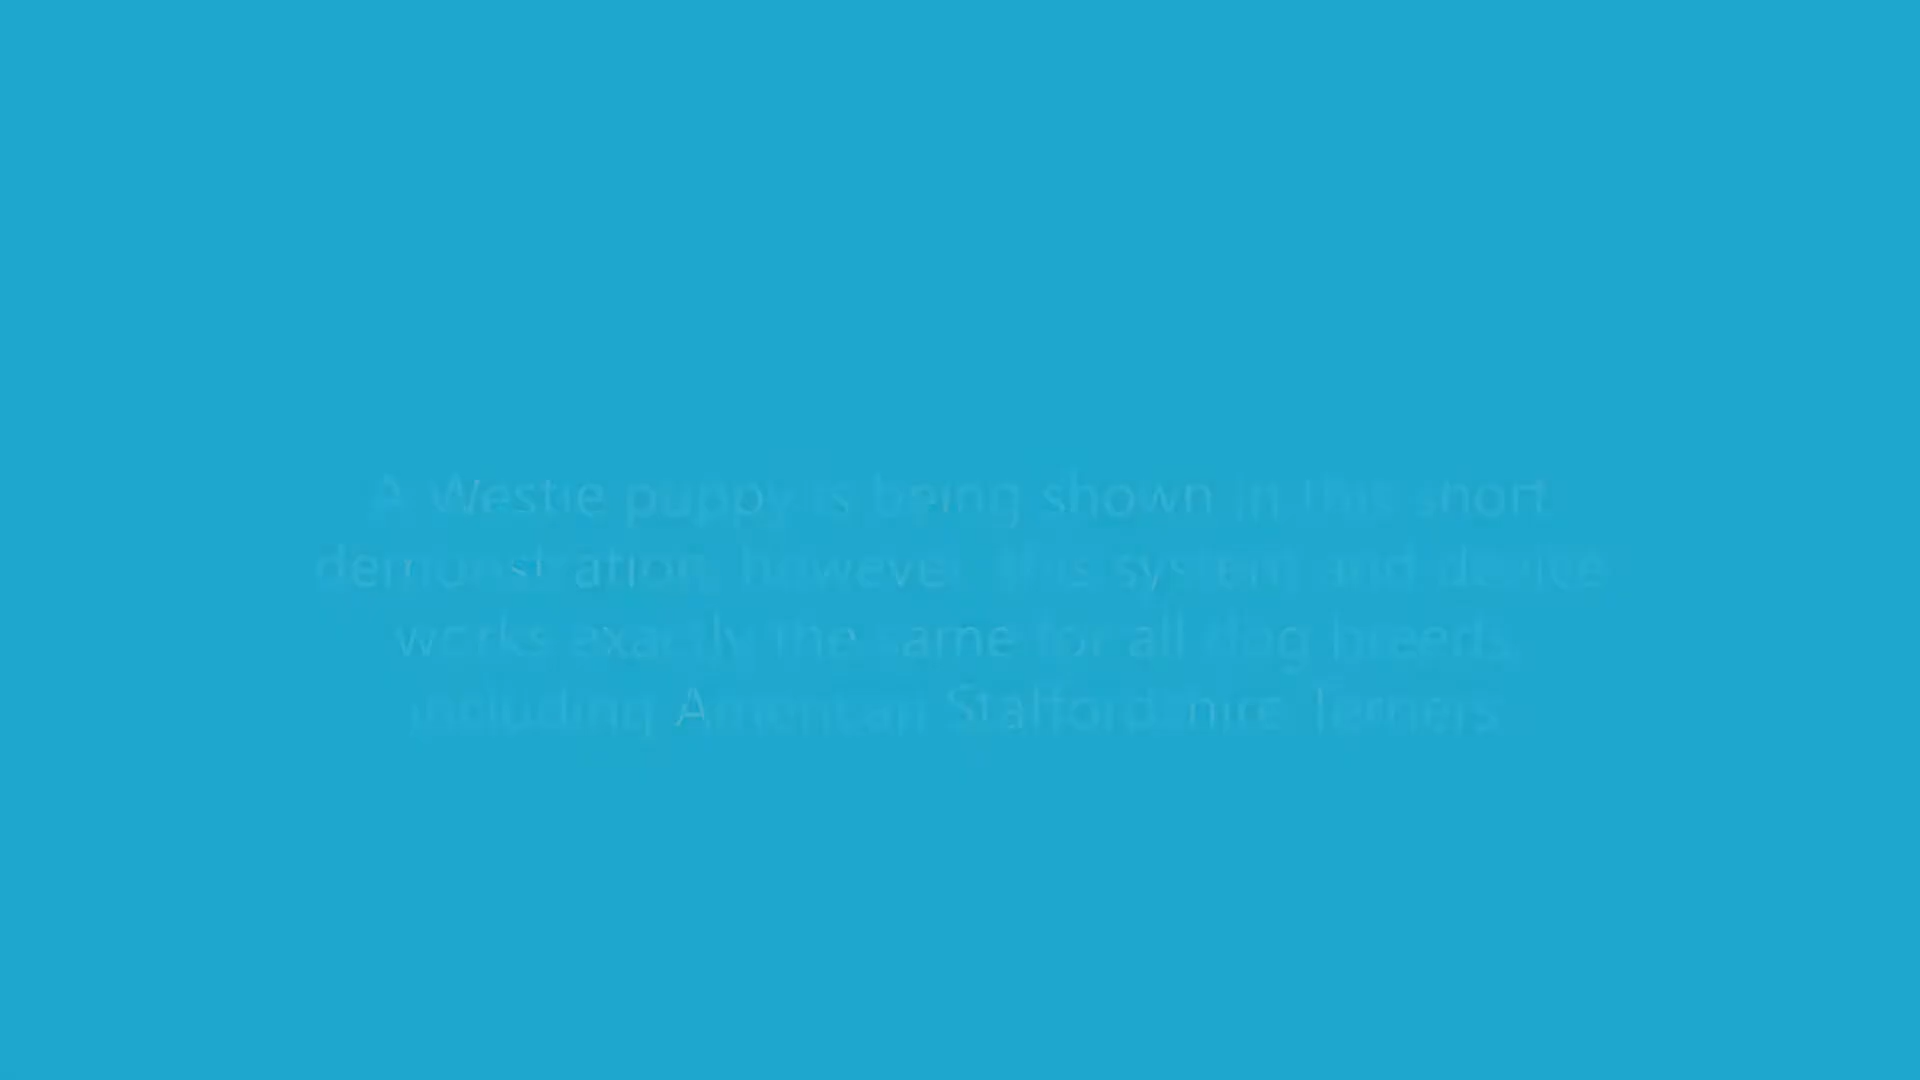 A Westie puppy is being shown in this short
demonstration, however, this system and device
works exactly the same for all dog breeds,
including American Staffordshire Terriers.